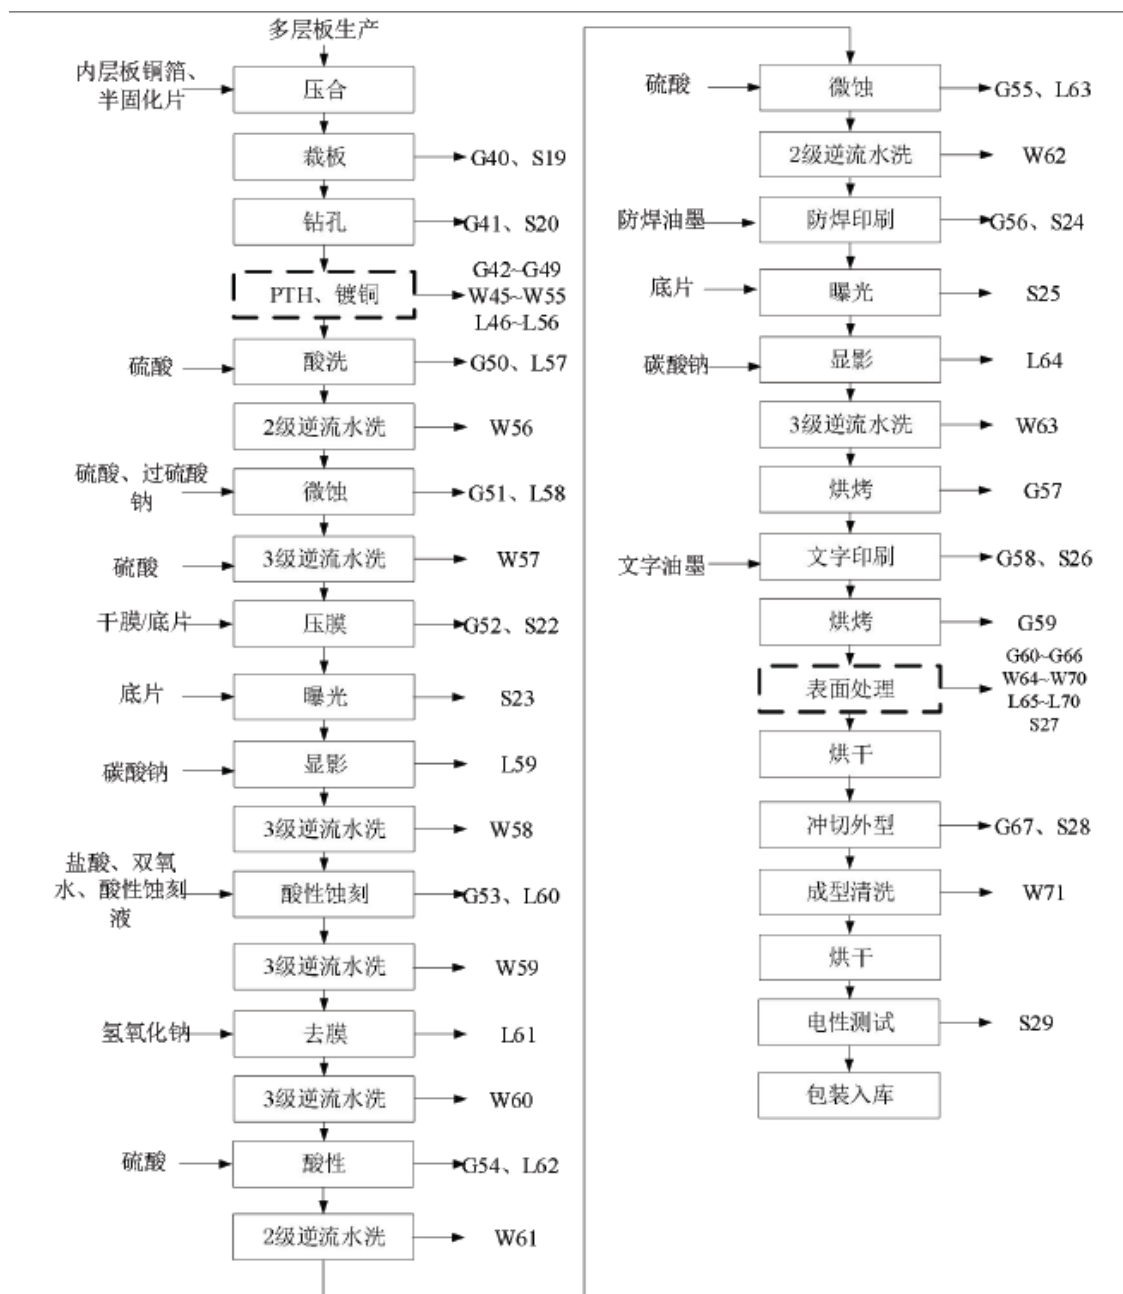 多层板生产
内层板铜箔、
半固化片
压合
裁板
G40、S19
钻孔
G41、S20
PTH、镀铜
G42~G49
W45~W55
L46~L56
硫酸
酸洗
G50、L57
2级逆流水洗
W56
硫酸、过硫酸
钠
微蚀
G51、L58
硫酸
3级逆流水洗
W57
干膜/底片
压膜
G52、S22
底片
曝光
S23
碳酸钠
显影
L59
3级逆流水洗
W58
盐酸、双氧
水、酸性蚀刻
液
酸性蚀刻
G53、L60
3级逆流水洗
W59
氢氧化钠
去膜
L61
3级逆流水洗
W60
硫酸
酸性
G54、L62
2级逆流水洗
W61
硫酸
微蚀
G55、L63
2级逆流水洗
W62
防焊油墨
防焊印刷
G56、S24
底片
曝光
S25
碳酸钠
显影
L64
3级逆流水洗
W63
烘烤
G57
文字油墨
文字印刷
G58、S26
烘烤
G59
表面处理
G60~G66
W64~W70
L65~L70
S27
烘干
冲切外型
G67、S28
成型清洗
W71
烘干
电性测试
S29
包装入库